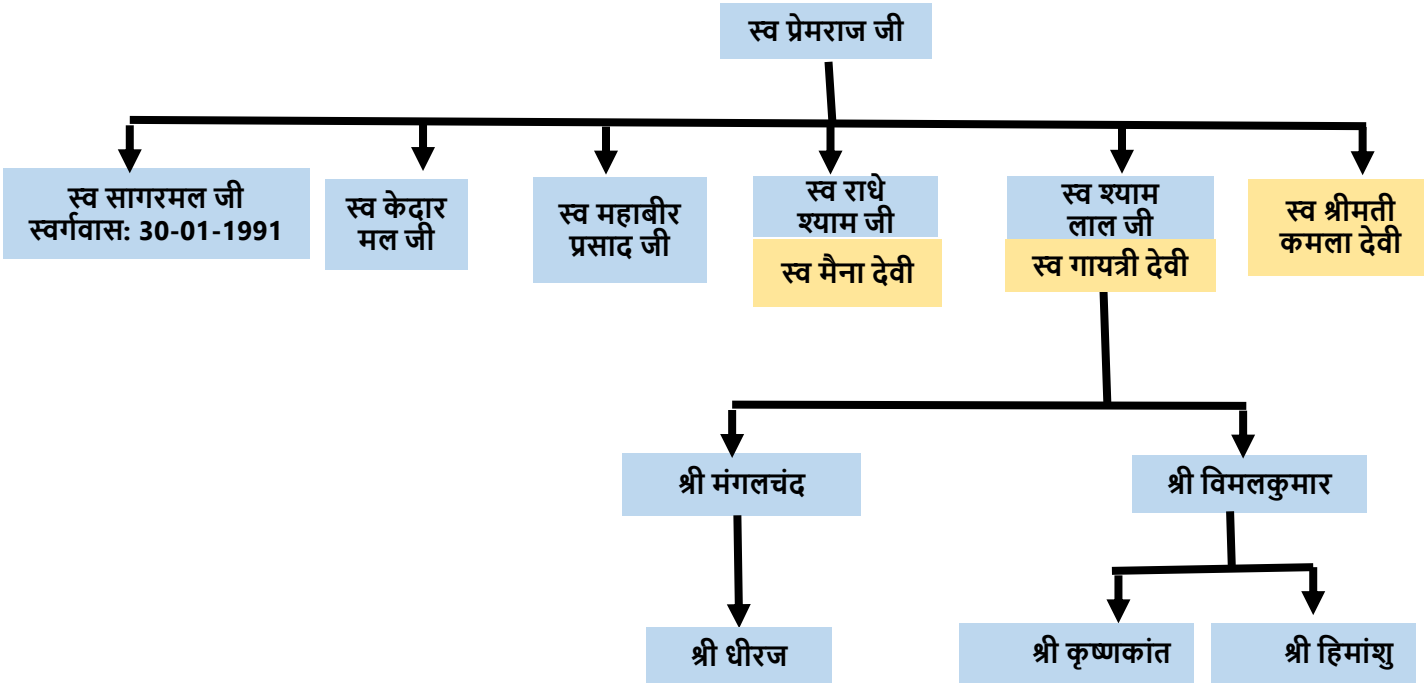 स्व प्रेमराज जी
स्व सागरमल जी
स्वर्गवास: 30-01-1991
स्व केदार
मल जी
स्व महाबीर
प्रसाद जी
स्व राधे
श्याम जी
स्व मैना देवी
स्व श्याम
लाल जी
स्व गायत्री देवी
स्व श्रीमती
कमला देवी
श्री मंगलचंद
श्री विमलकुमार
श्री धीरज
श्री कृष्णकांत
श्री हिमांशु